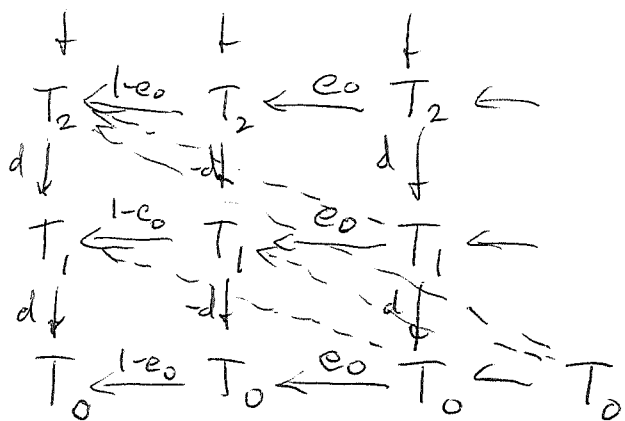 T₂ 1-e₀ T₂ e₀ T₂
d -d d
T₁ 1-e₀ T₁ e₀ T₁
d -d d
T₀ 1-e₀ T₀ e₀ T₀ T₀